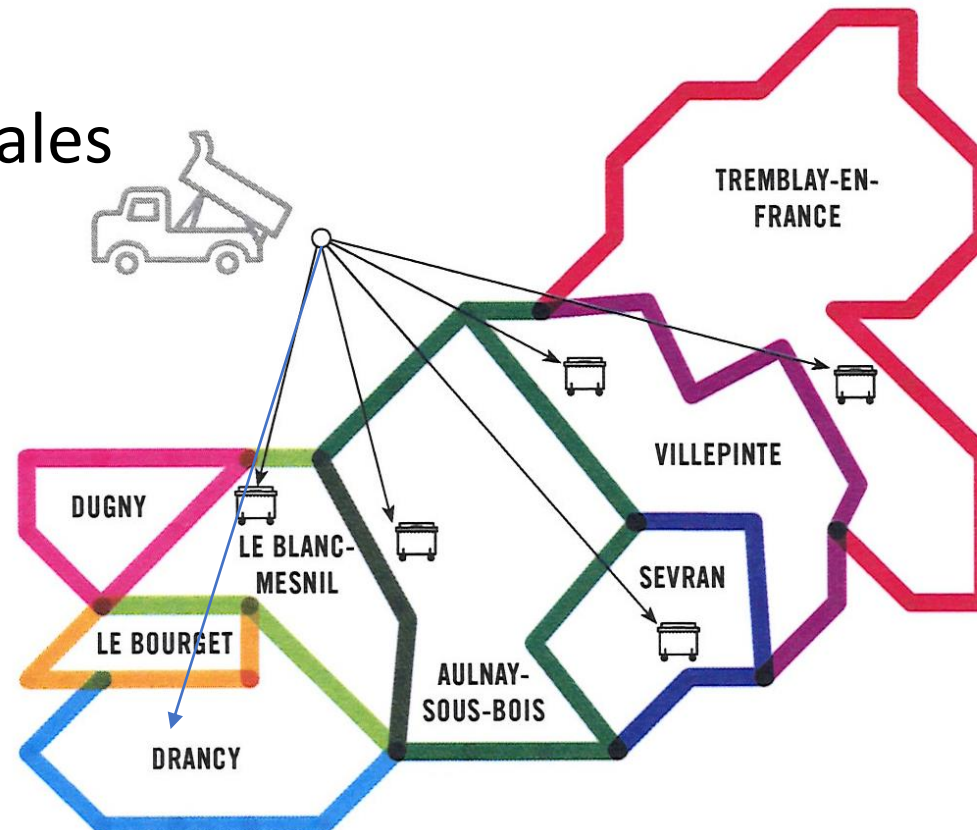 ales
TREMBLAY-EN-
FRANCE
VILLEPINTE
DUGNY
LE BLANC-
MESNIL
SEVRAN
LE BOURGET
AULNAY-
SOUS-BOIS
DRANCY